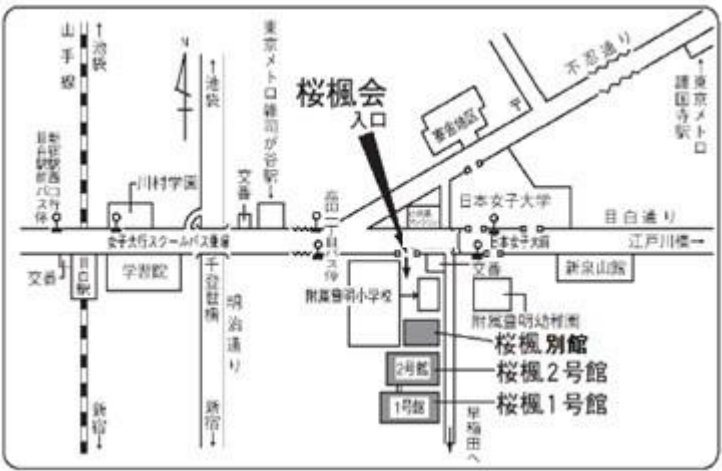 山手線
↑池袋
N
↑池袋
東京メトロ雑司が谷駅→
桜楓会
入口
寮舎地区
〒
不忍通り
←東京メトロ
護国寺駅
川村学園
交番
高田一丁目バス停
日本女子大学
目白通り
女子大行スクールバス乗場
日本女子大前
江戸川橋→
交番
目白駅
学習院
千登世橋
明治通り
附属豊明小学校
交番
新泉山館
附属豊明幼稚園
桜楓別館
2号館
桜楓2号館
1号館
桜楓1号館
新宿→
新宿→
早稲田へ